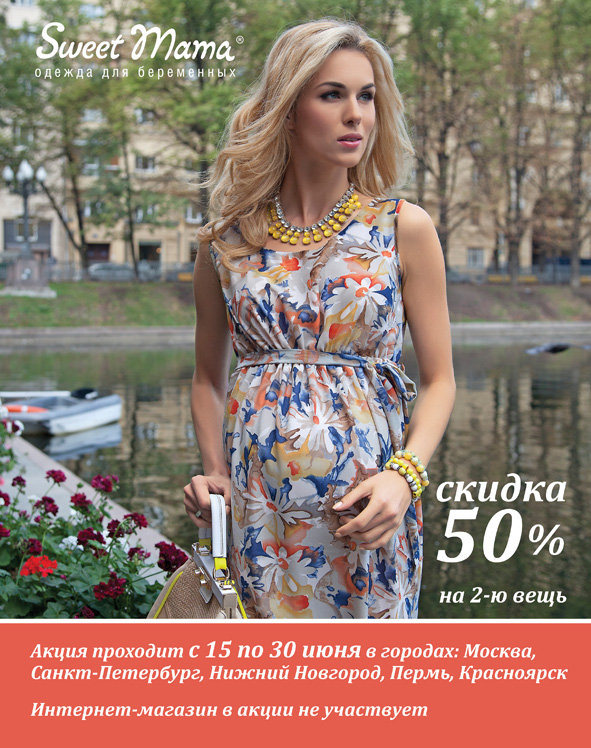 Sweet Mama®
одежда для беременных
скидка
50%
на 2-ю вещь
Акция проходит с 15 по 30 июня в городах: Москва,
Санкт-Петербург, Нижний Новгород, Пермь, Красноярск
Интернет-магазин в акции не участвует